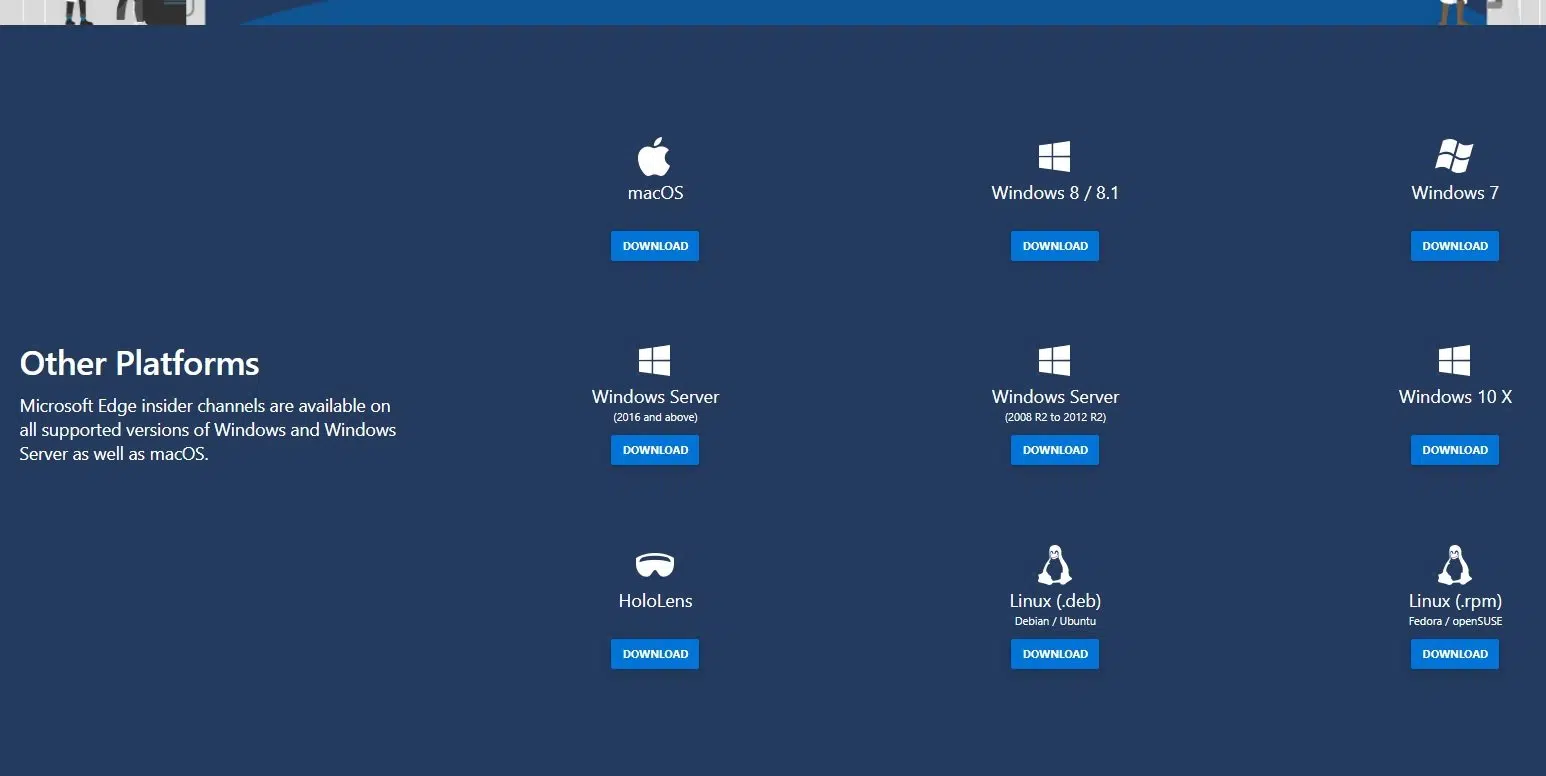 Other Platforms
Microsoft Edge insider channels are available on
all supported versions of Windows and Windows
Server as well as macOS.
macOS
DOWNLOAD
Windows 8 / 8.1
DOWNLOAD
Windows 7
DOWNLOAD
Windows Server
(2016 and above)
DOWNLOAD
Windows Server
(2008 R2 to 2012 R2)
DOWNLOAD
Windows 10 X
DOWNLOAD
HoloLens
DOWNLOAD
Linux (.deb)
Debian / Ubuntu
DOWNLOAD
Linux (.rpm)
Fedora / openSUSE
DOWNLOAD